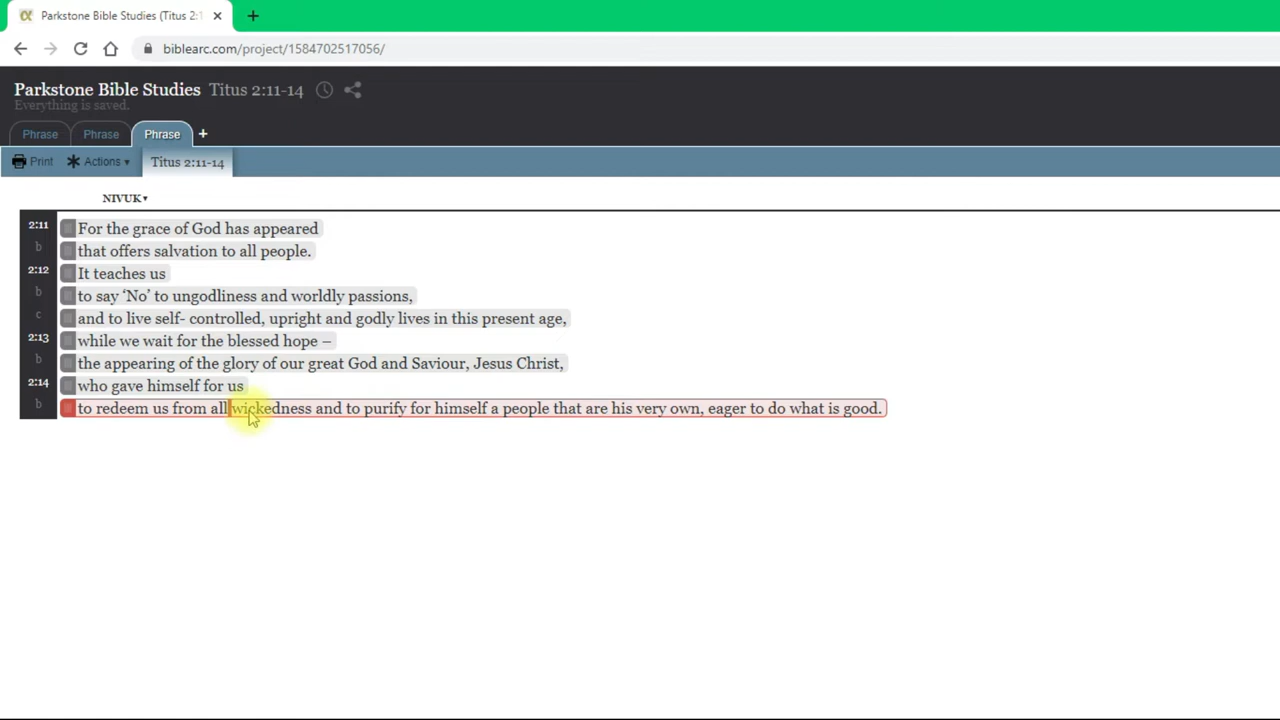 Parkstone Bible Studies (Titus 2:1
biblearc.com/project/1584702517056/
Parkstone Bible Studies Titus 2:11-14
Everything is saved.
Phrase Phrase Phrase +
Print Actions ▾ Titus 2:11-14
NIVUK▾
2:11 For the grace of God has appeared
b that offers salvation to all people.
2:12 It teaches us
b to say ‘No’ to ungodliness and worldly passions,
c and to live self- controlled, upright and godly lives in this present age,
2:13 while we wait for the blessed hope –
b the appearing of the glory of our great God and Saviour, Jesus Christ,
2:14 who gave himself for us
b to redeem us from all wickedness and to purify for himself a people that are his very own, eager to do what is good.